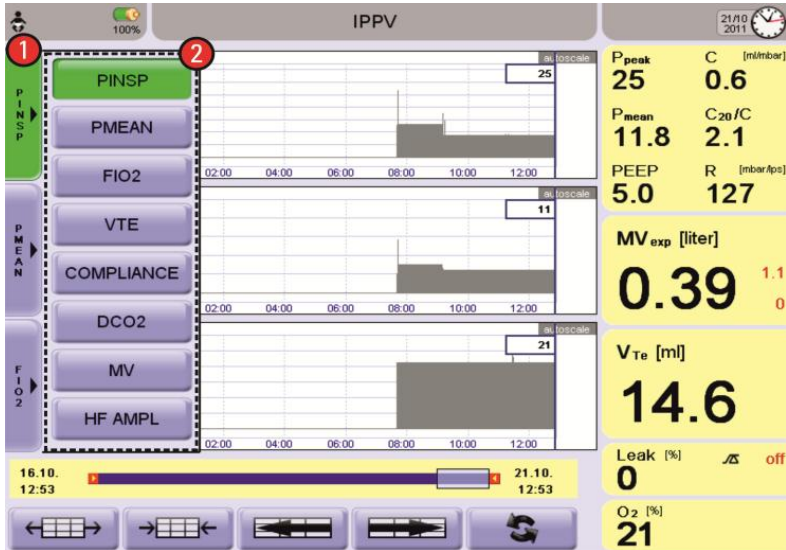 100%
IPPV
21/10
2011
1
2
PINSP
PMEAN
FIO2
PINSP
PMEAN
FIO2
VTE
COMPLIANCE
DCO2
MV
HF AMPL
autoscale
25
02:00 04:00 06:00 08:00 10:00 12:00
autoscale
11
02:00 04:00 06:00 08:00 10:00 12:00
autoscale
21
02:00 04:00 06:00 08:00 10:00 12:00
16.10.
12:53
21.10.
12:53
Ppeak C [ml/mbar]
25 0.6
Pmean C20/C
11.8 2.1
PEEP R [mbar/lps]
5.0 127
MVexp [liter]
0.39 1.1
0
VTe [ml]
14.6
Leak [%] off
0
O2 [%]
21